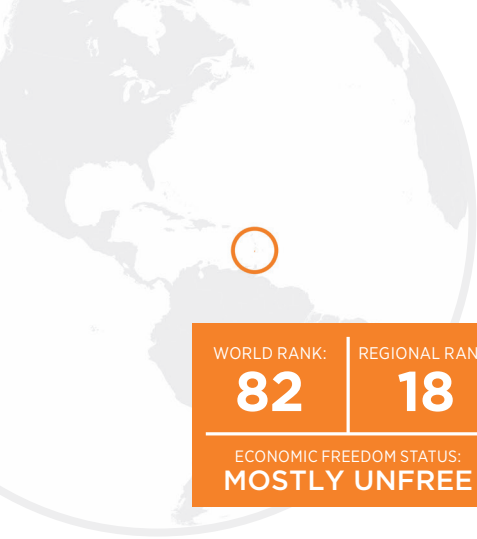 WORLD RANK:
82
REGIONAL RAN
18
ECONOMIC FREEDOM STATUS:
MOSTLY UNFREE